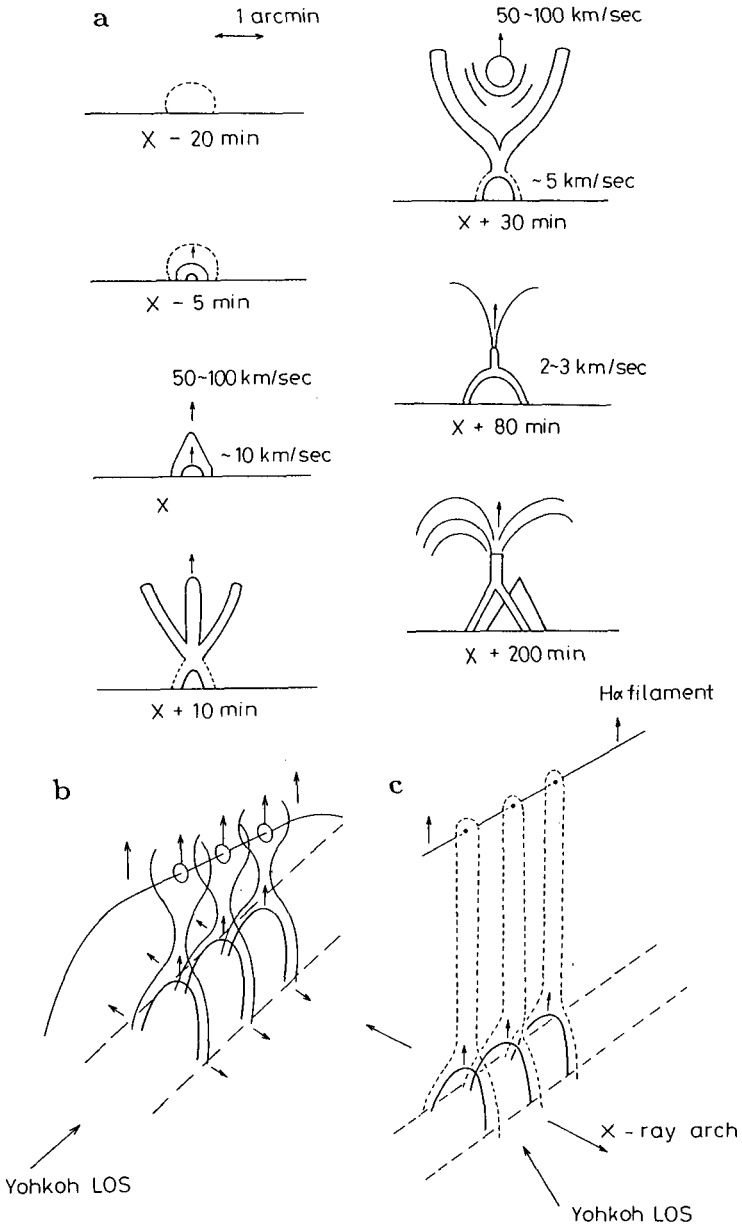 a
1 arcmin
X - 20 min
X - 5 min
50~100 km/sec
~10 km/sec
X
X + 10 min
50~100 km/sec
~5 km/sec
X + 30 min
2~3 km/sec
X + 80 min
X + 200 min
b
Yohkoh LOS
c
Hα filament
X - ray arch
Yohkoh LOS